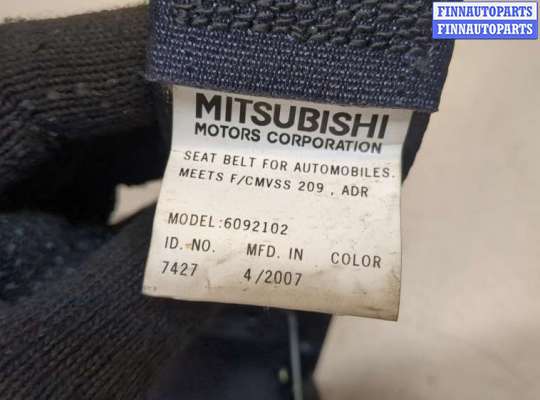 FINNAUTOPARTS
FINNAUTOPARTS
MITSUBISHI
MOTORS CORPORATION
SEAT BELT FOR AUTOMOBILES.
MEETS F/CMVSS 209 , ADR
MODEL:6092102
ID. NO. MFD. IN COLOR
7427 4/2007